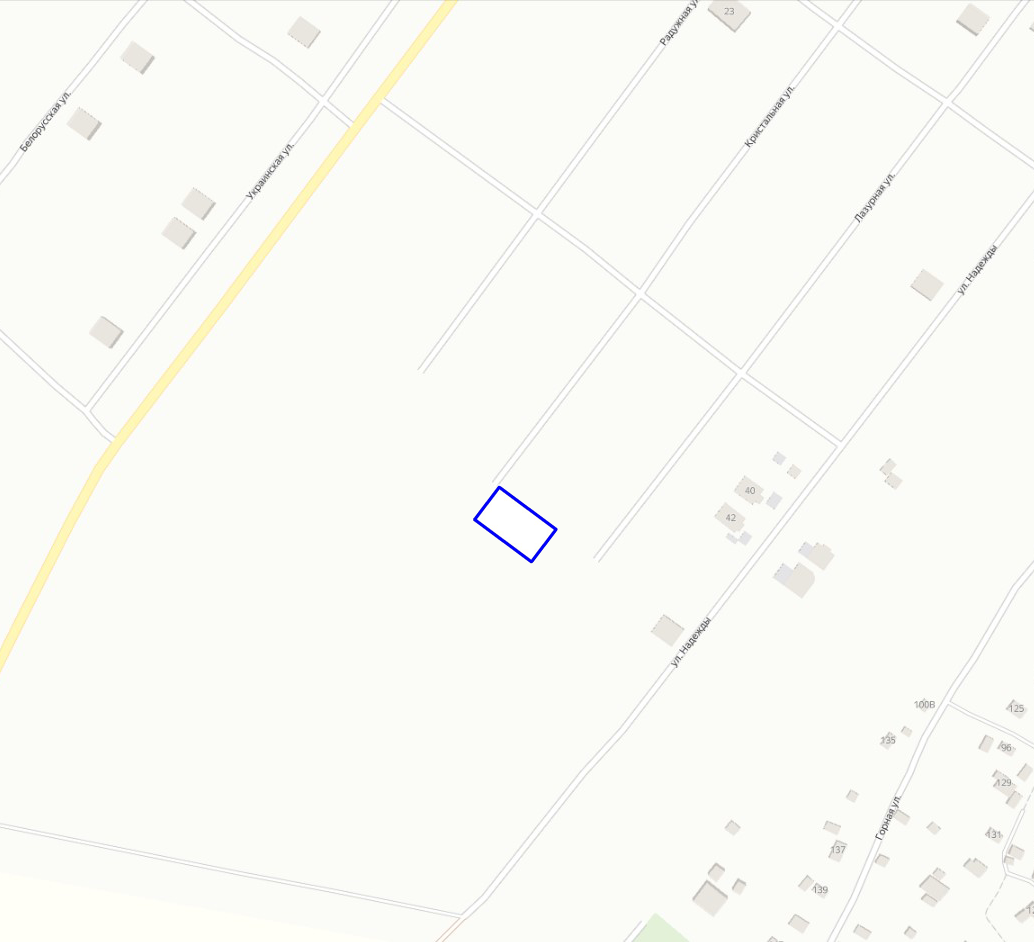 23
Радужная ул.
Белорусская ул.
Украинская ул.
Кристальная ул.
Лазурная ул.
ул. Надежды
40
42
ул. Надежды
100В
125
135
96
129
Горная ул.
131
137
139